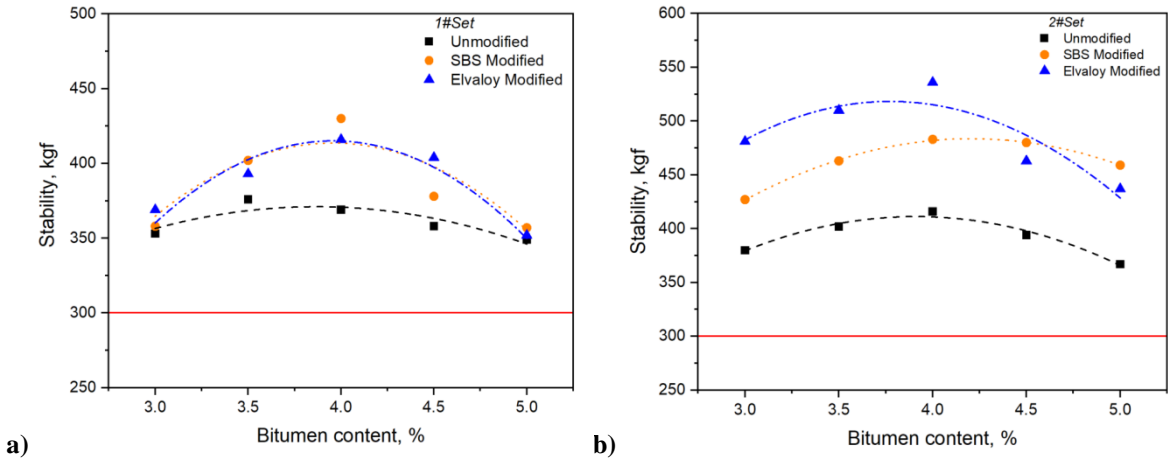 1#Set
Unmodified
SBS Modified
Elvaloy Modified
500
450
400
350
300
250
Stability, kgf
3.0 3.5 4.0 4.5 5.0
Bitumen content, %
a)
2#Set
Unmodified
SBS Modified
Elvaloy Modified
600
550
500
450
400
350
300
250
Stability, kgf
3.0 3.5 4.0 4.5 5.0
Bitumen content, %
b)